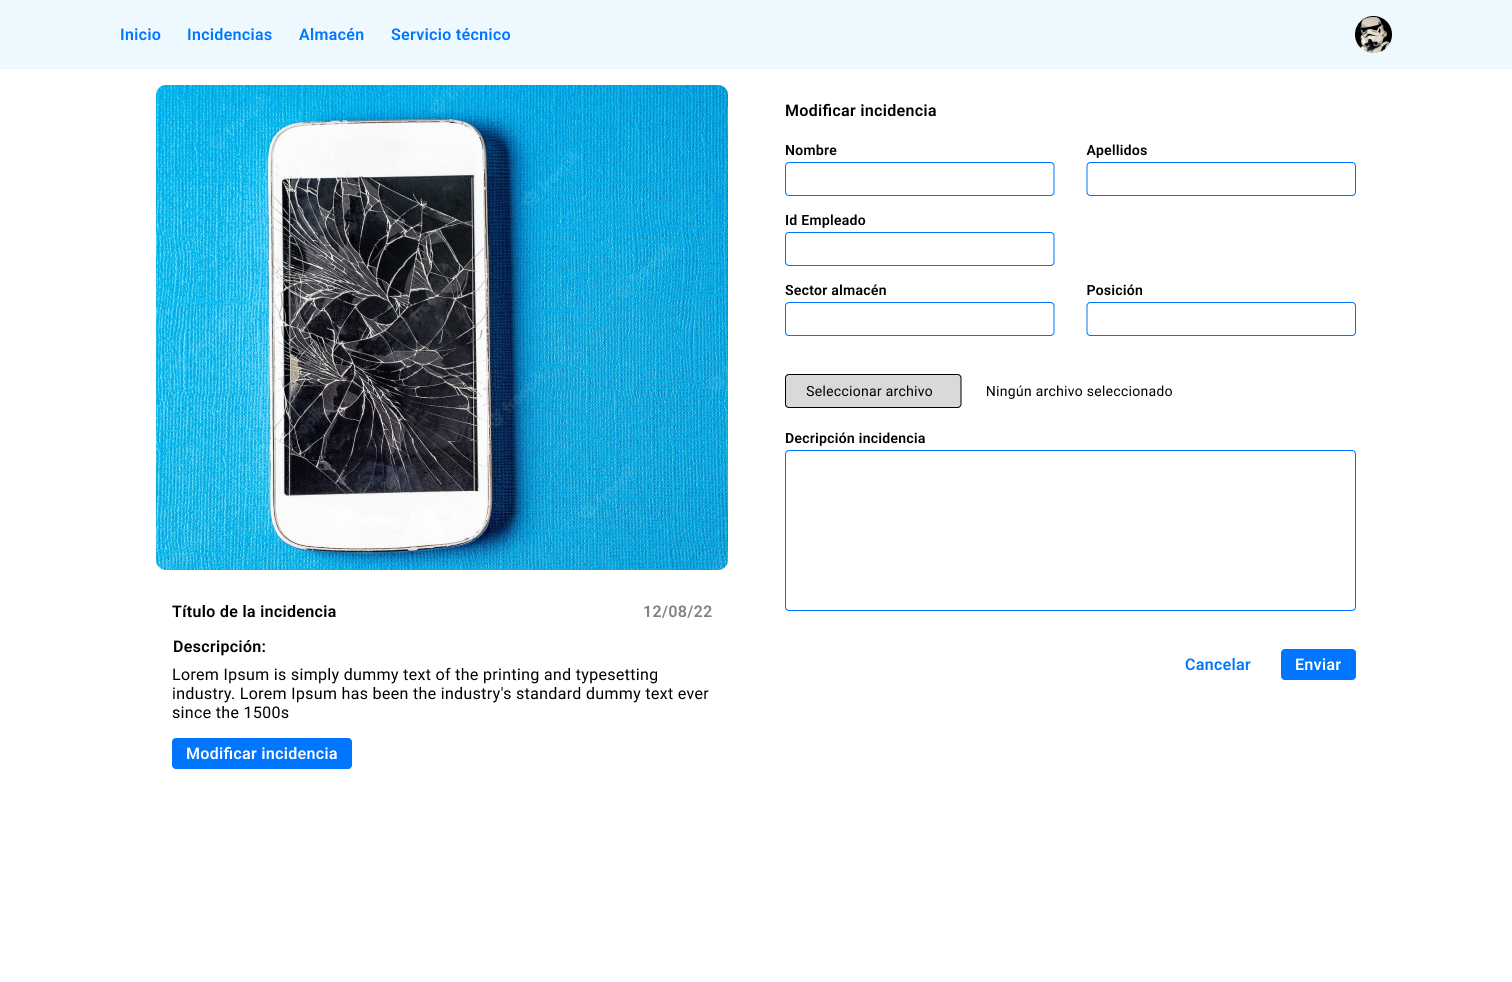 Inicio Incidencias Almacén Servicio técnico
Título de la incidencia 12/08/22
Descripción:
Lorem Ipsum is simply dummy text of the printing and typesetting
industry. Lorem Ipsum has been the industry's standard dummy text ever
since the 1500s
Modificar incidencia
Modificar incidencia
Nombre Apellidos
Id Empleado
Sector almacén Posición
Seleccionar archivo Ningún archivo seleccionado
Decripción incidencia
Cancelar Enviar